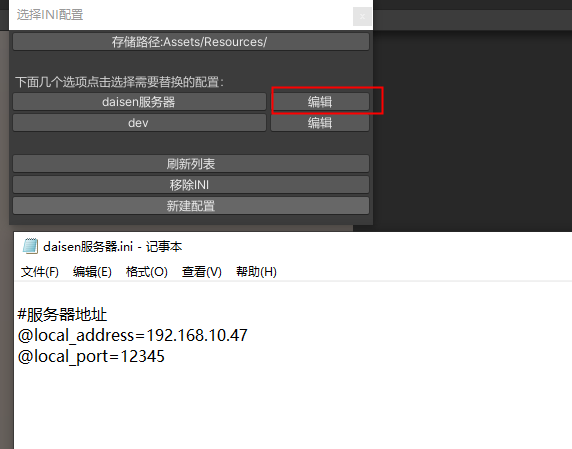 选择INI配置
存储路径:Assets/Resources/
下面几个选项点击选择需要替换的配置：
daisen服务器 编辑
dev 编辑
刷新列表
移除INI
新建配置
daisen服务器.ini - 记事本
文件(F) 编辑(E) 格式(O) 查看(V) 帮助(H)
#服务器地址
@local_address=192.168.10.47
@local_port=12345